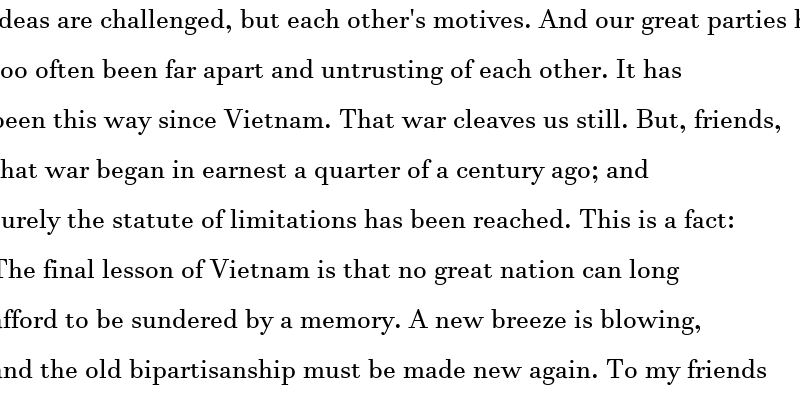 deas are challenged, but each other's motives. And our great parties h
oo often been far apart and untrusting of each other. It has
been this way since Vietnam. That war cleaves us still. But, friends,
hat war began in earnest a quarter of a century ago; and
urely the statute of limitations has been reached. This is a fact:
The final lesson of Vietnam is that no great nation can long
afford to be sundered by a memory. A new breeze is blowing,
and the old bipartisanship must be made new again. To my friends